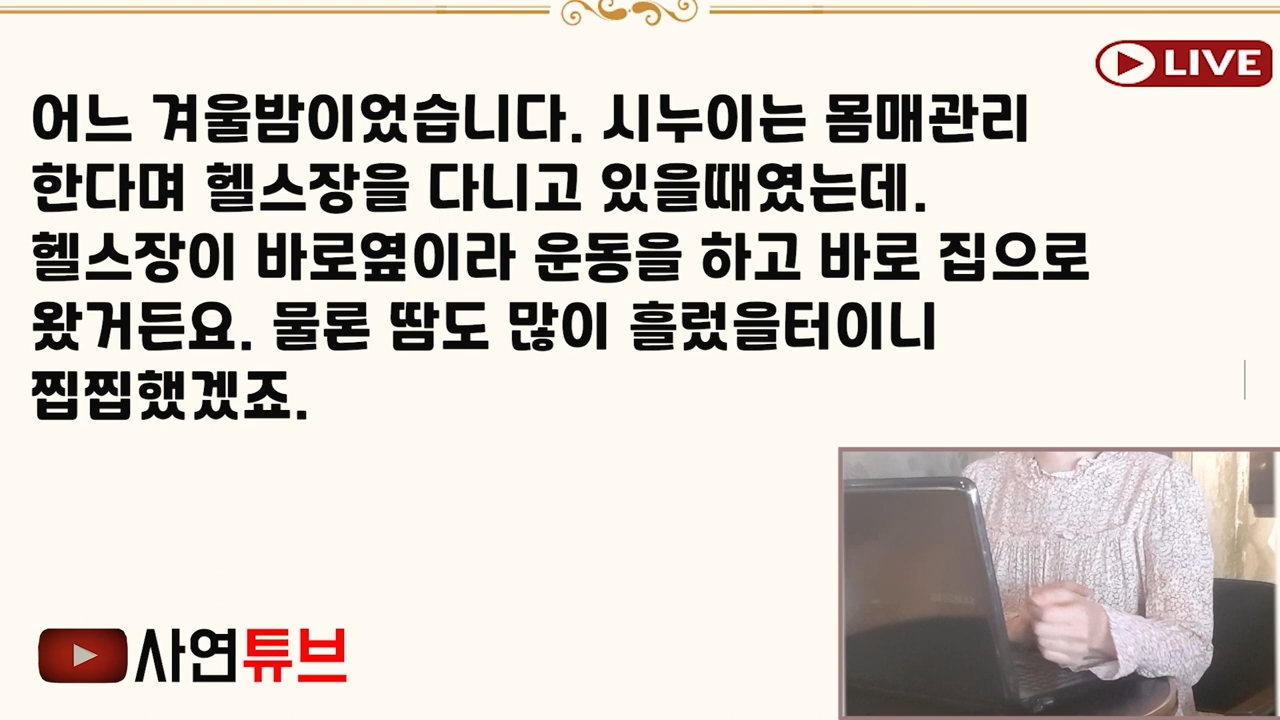 LIVE
어느 겨울밤이었습니다. 시누이는 몸매관리
한다며 헬스장을 다니고 있을때였는데.
헬스장이 바로옆이라 운동을 하고 바로 집으로
왔거든요. 물론 땀도 많이 흘렀을터이니
찝찝했겠죠.
사연튜브